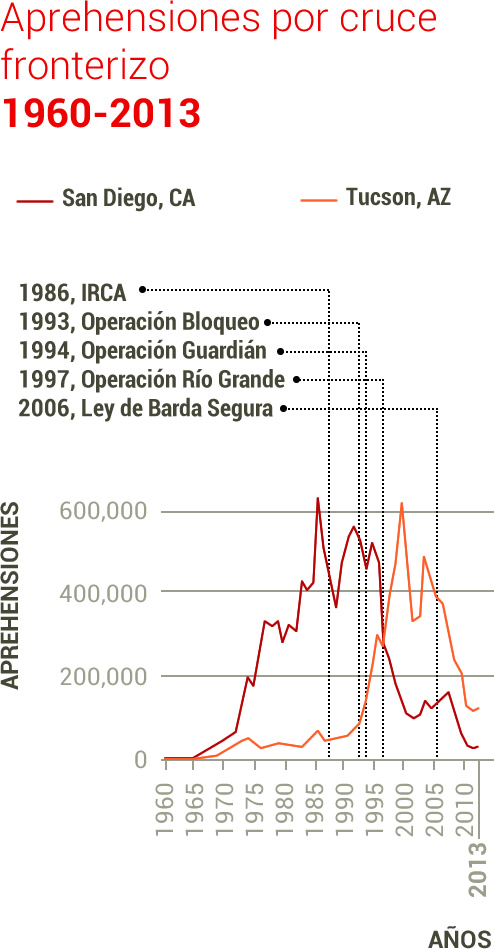 Aprehensiones por cruce
fronterizo
1960-2013
San Diego, CA
Tucson, AZ
1986, IRCA
1993, Operación Bloqueo
1994, Operación Guardián
1997, Operación Río Grande
2006, Ley de Barda Segura
APREHENSIONES
600,000
400,000
200,000
0
1960
1965
1970
1975
1980
1985
1990
1995
2000
2005
2010
2013
AÑOS